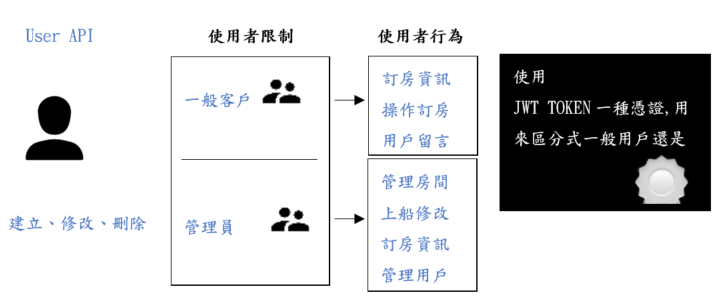 User API
使用者限制
使用者行為
一般客戶
訂房資訊
操作訂房
用戶留言
使用
JWT TOKEN 一種憑證,用
來區分式一般用戶還是
建立、修改、刪除
管理員
管理房間
上船修改
訂房資訊
管理用戶